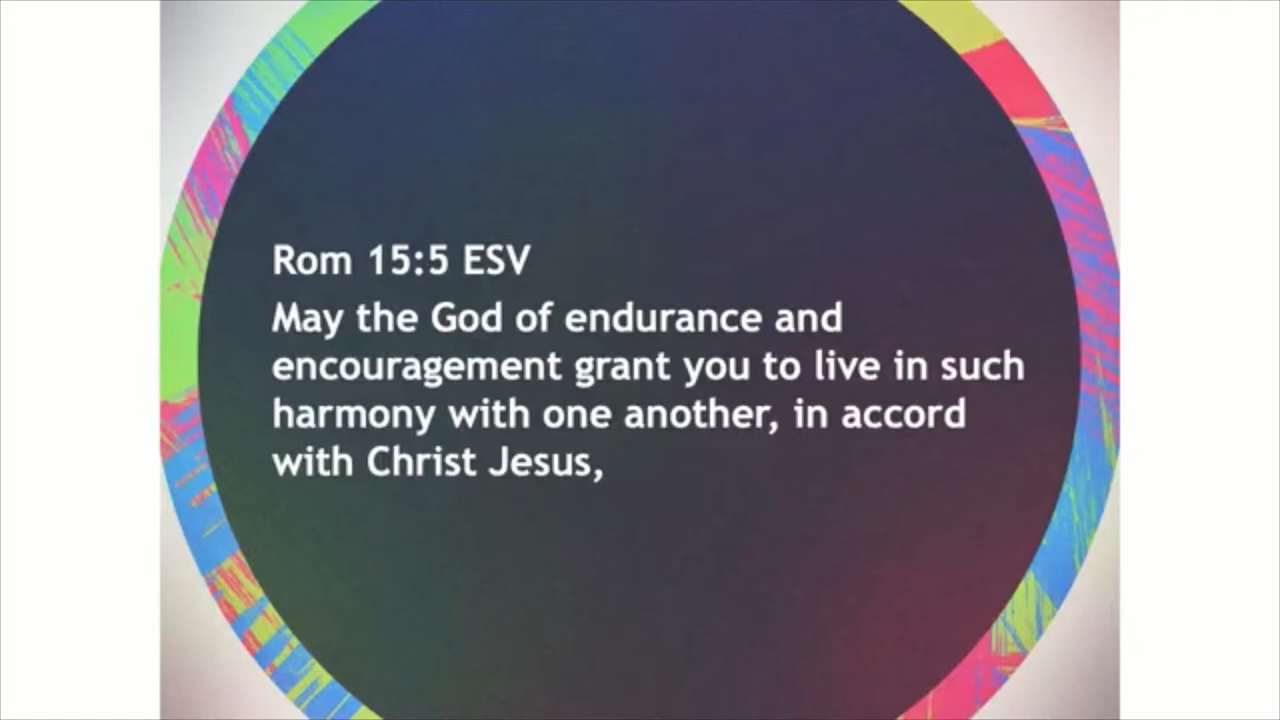 Rom 15:5 ESV
May the God of endurance and
encouragement grant you to live in such
harmony with one another, in accord
with Christ Jesus,